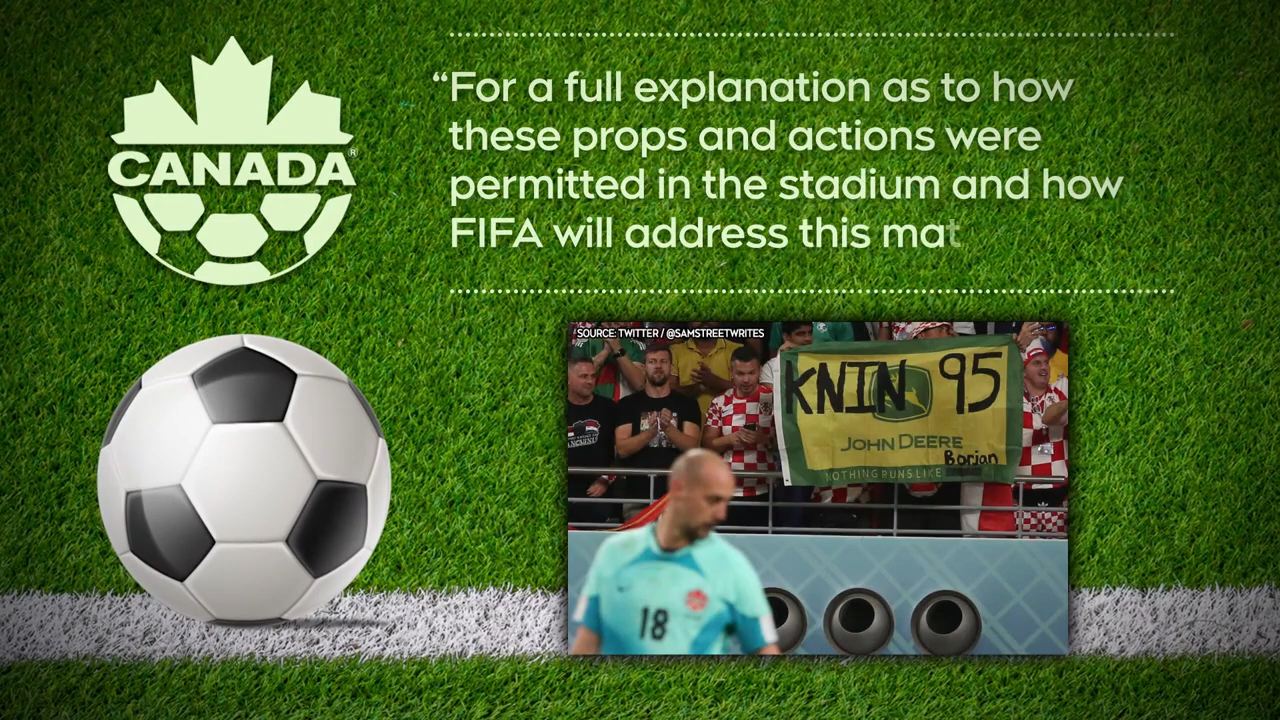 “For a full explanation as to how
these props and actions were
permitted in the stadium and how
FIFA will address this mat
CANADA®
SOURCE: TWITTER / @SAMSTREETWRITES
KNIN 95
JOHN DEERE
Borjan
NOTHING RUNS LIKE
18